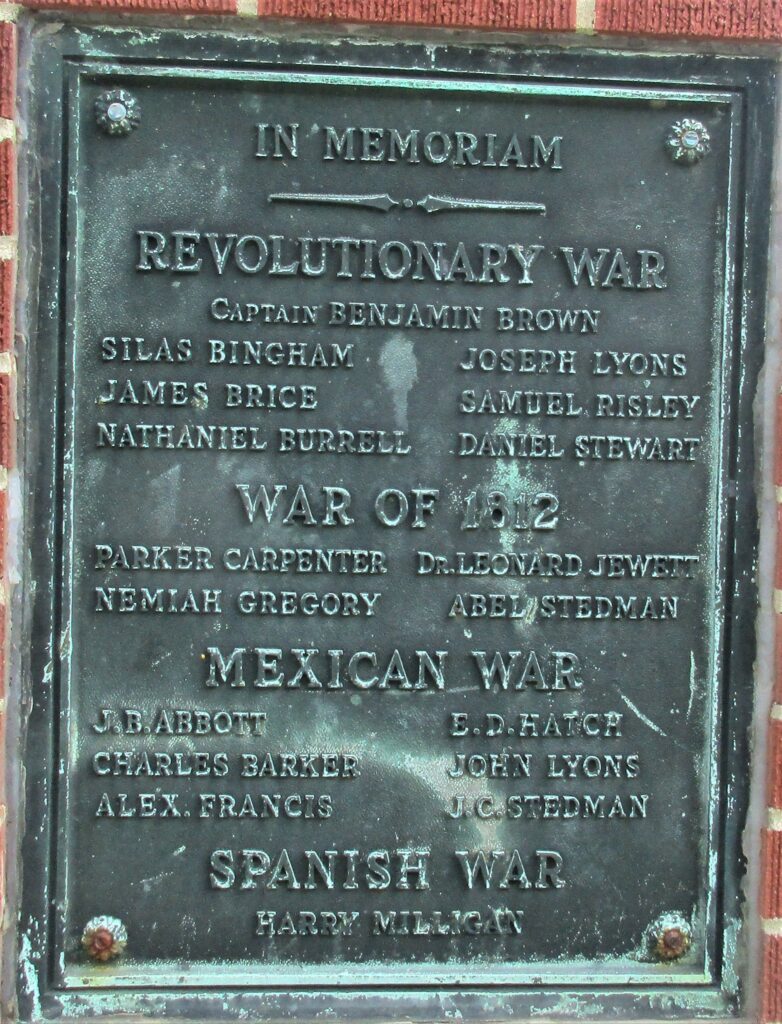 IN MEMORIAM
REVOLUTIONARY WAR
CAPTAIN BENJAMIN BROWN
SILAS BINGHAM JOSEPH LYONS
JAMES BRICE SAMUEL RISLEY
NATHANIEL BURRELL DANIEL STEWART
WAR OF 1812
PARKER CARPENTER DR. LEONARD JEWETT
NEMIAH GREGORY ABEL STEDMAN
MEXICAN WAR
J.B. ABBOTT E.D. HATCH
CHARLES BARKER JOHN LYONS
ALEX. FRANCIS J.C. STEDMAN
SPANISH WAR
HARRY MILLIGAN